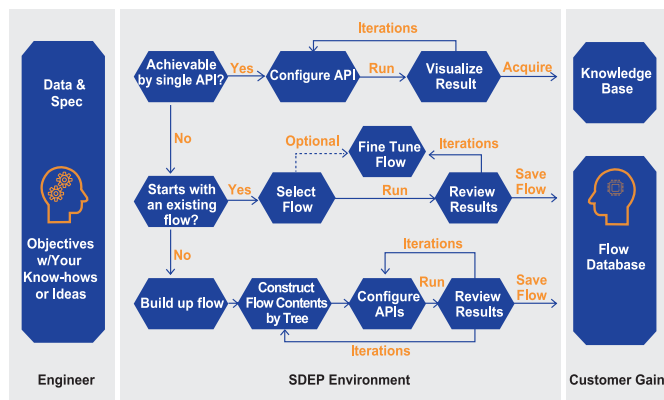 Data &
Spec
Objectives
w/Your
Know-hows
or Ideas
Engineer
Iterations
Achievable
by single API?
Yes
Configure API
Run
Visualize
Result
Acquire
No
Optional
Fine Tune
Flow
Iterations
Starts with
an existing
flow?
Yes
Select
Flow
Run
Review
Results
Save
Flow
No
Iterations
Build up flow
Construct
Flow Contents
by Tree
Configure
APIs
Run
Review
Results
Save
Flow
Iterations
SDEP Environment
Knowledge
Base
Flow
Database
Customer Gain